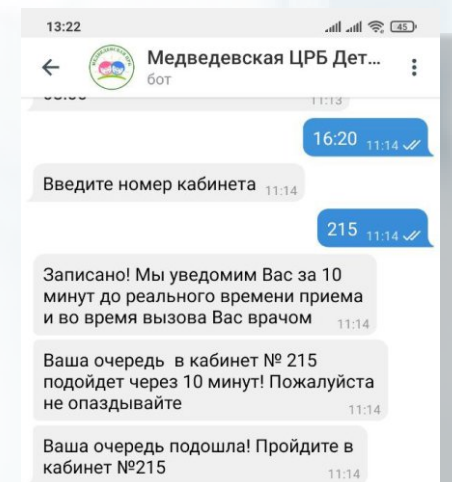 13:22
45
Медведевская ЦРБ Дет...
бот
11:13
16:20 11:14
Введите номер кабинета 11:14
215 11:14
Записано! Мы уведомим Вас за 10
минут до реального времени приема
и во время вызова Вас врачом 11:14
Ваша очередь в кабинет № 215
подойдет через 10 минут! Пожалуйста
не опаздывайте 11:14
Ваша очередь подошла! Пройдите в
кабинет №215 11:14